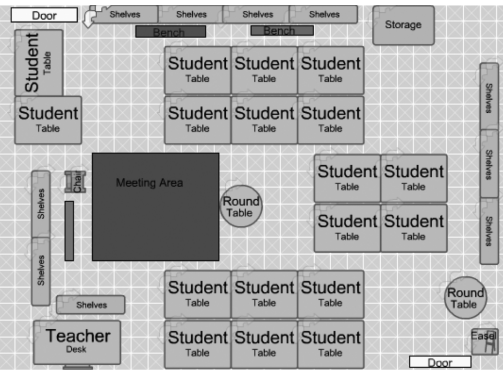 Door
Shelves
Shelves
Shelves
Shelves
Storage
Bench
Bench
Student
Table
Student
Table
Student
Table
Student
Table
Student
Table
Student
Table
Student
Table
Student
Table
Shelves
Shelves
Shelves
Shelves
Shelves
Chair
Meeting Area
Round
Table
Student
Table
Student
Table
Student
Table
Student
Table
Shelves
Teacher
Desk
Student
Table
Student
Table
Student
Table
Student
Table
Student
Table
Student
Table
Round
Table
Easel
Door